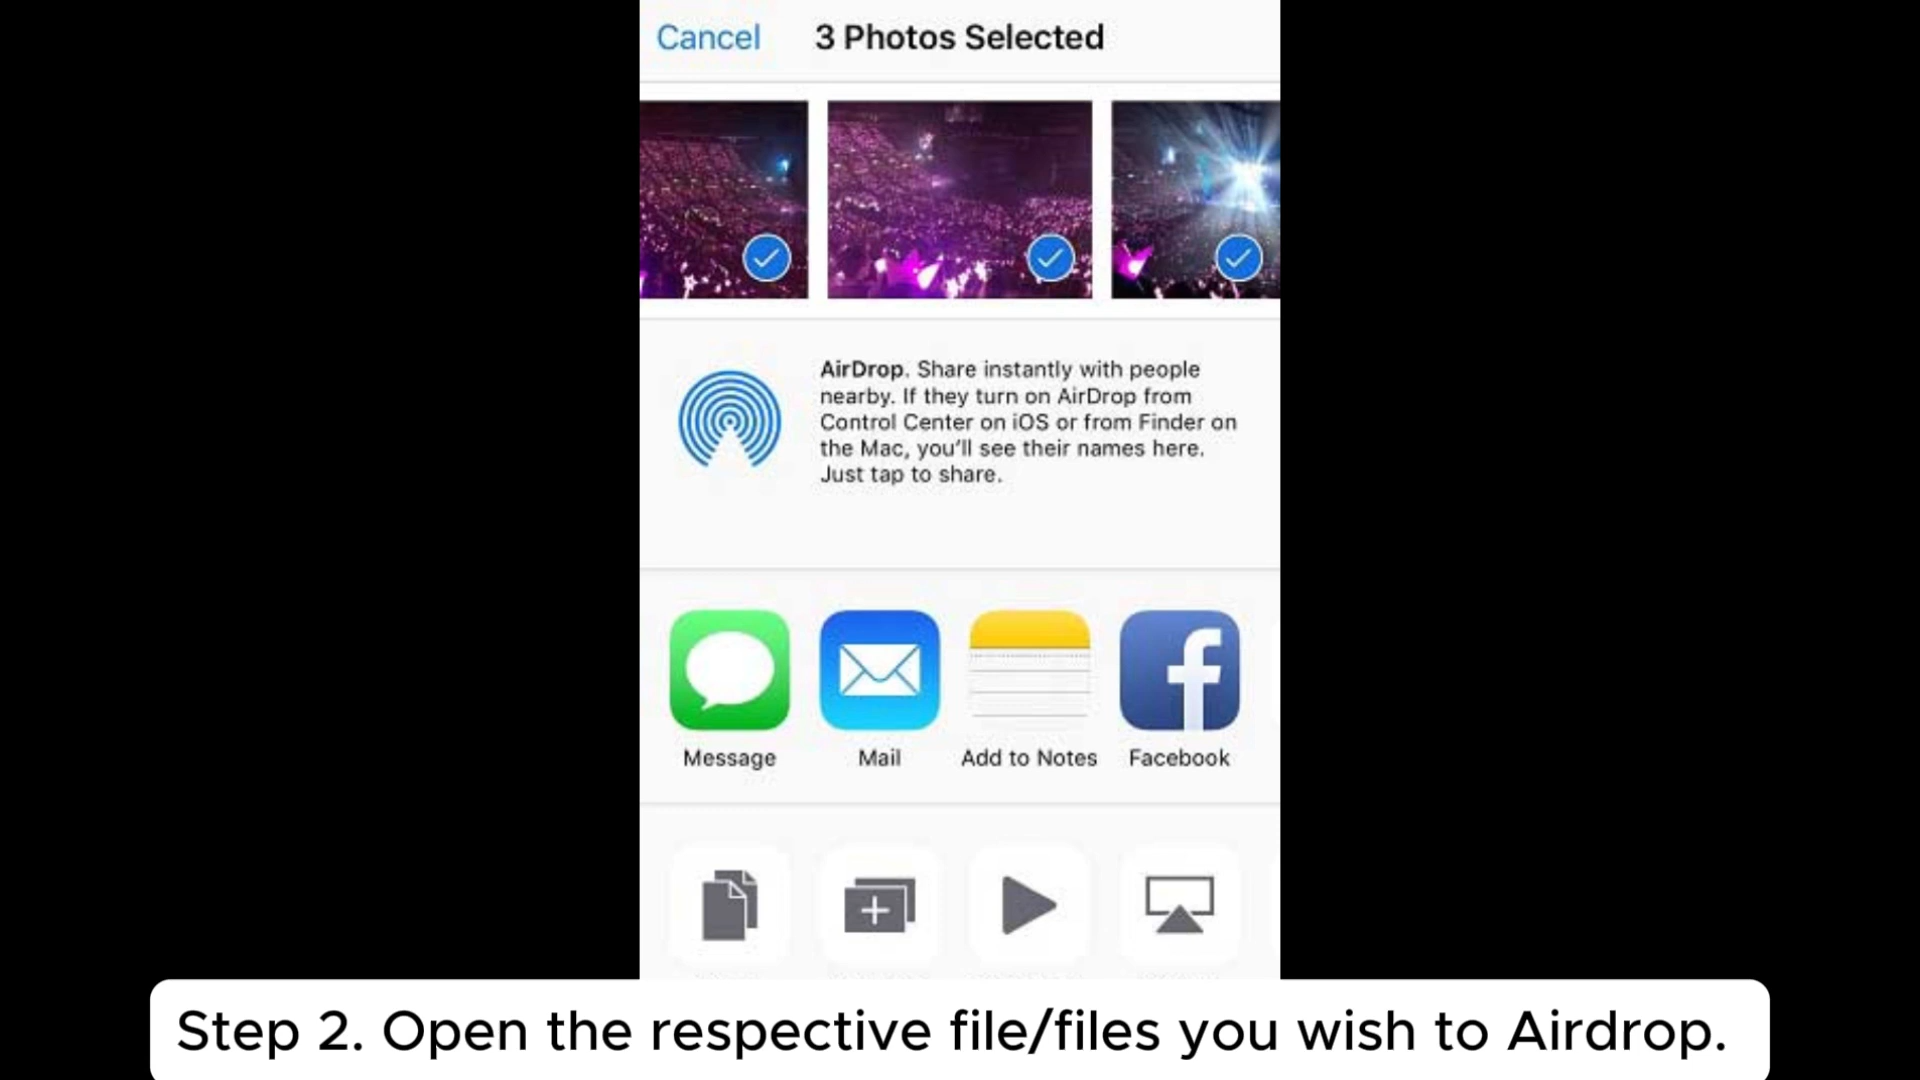 Cancel
3 Photos Selected
AirDrop. Share instantly with people
nearby. If they turn on AirDrop from
Control Center on iOS or from Finder on
the Mac, you'll see their names here.
Just tap to share.
Message
Mail
Add to Notes
Facebook
Step 2. Open the respective file/files you wish to Airdrop.